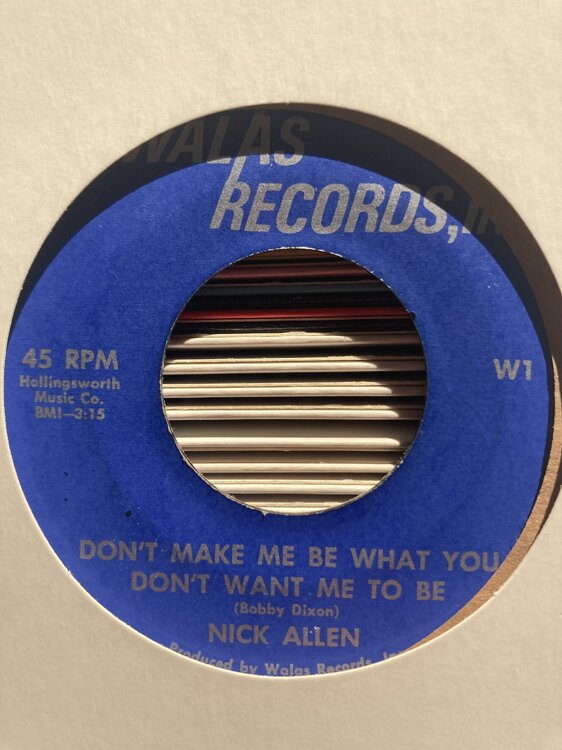 WALAS
RECORDS,
45 RPM
Hollingsworth
Music Co.
BMI—3:15
W1
DON'T MAKE ME BE WHAT YOU
DON'T WANT ME TO BE
(Bobby Dixon)
NICK ALLEN
Produced by Walas Records,